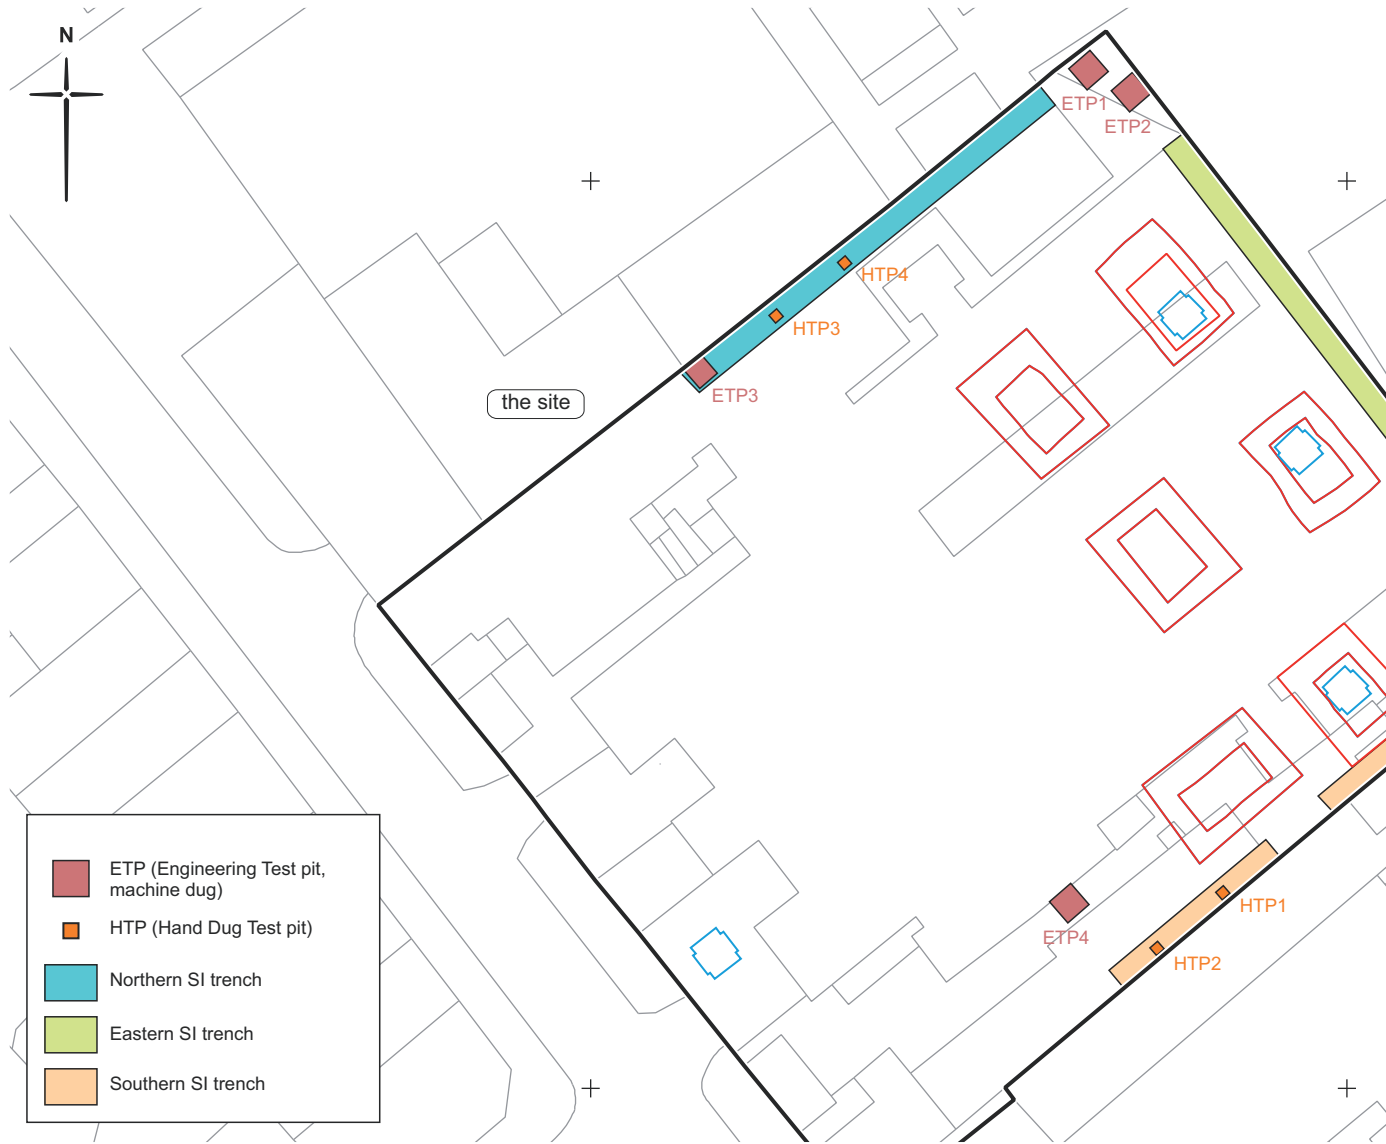 N
ETP1
ETP2
HTP4
HTP3
ETP3
the site
ETP (Engineering Test pit,
machine dug)
HTP (Hand Dug Test pit)
Northern SI trench
Eastern SI trench
Southern SI trench
HTP1
ETP4
HTP2